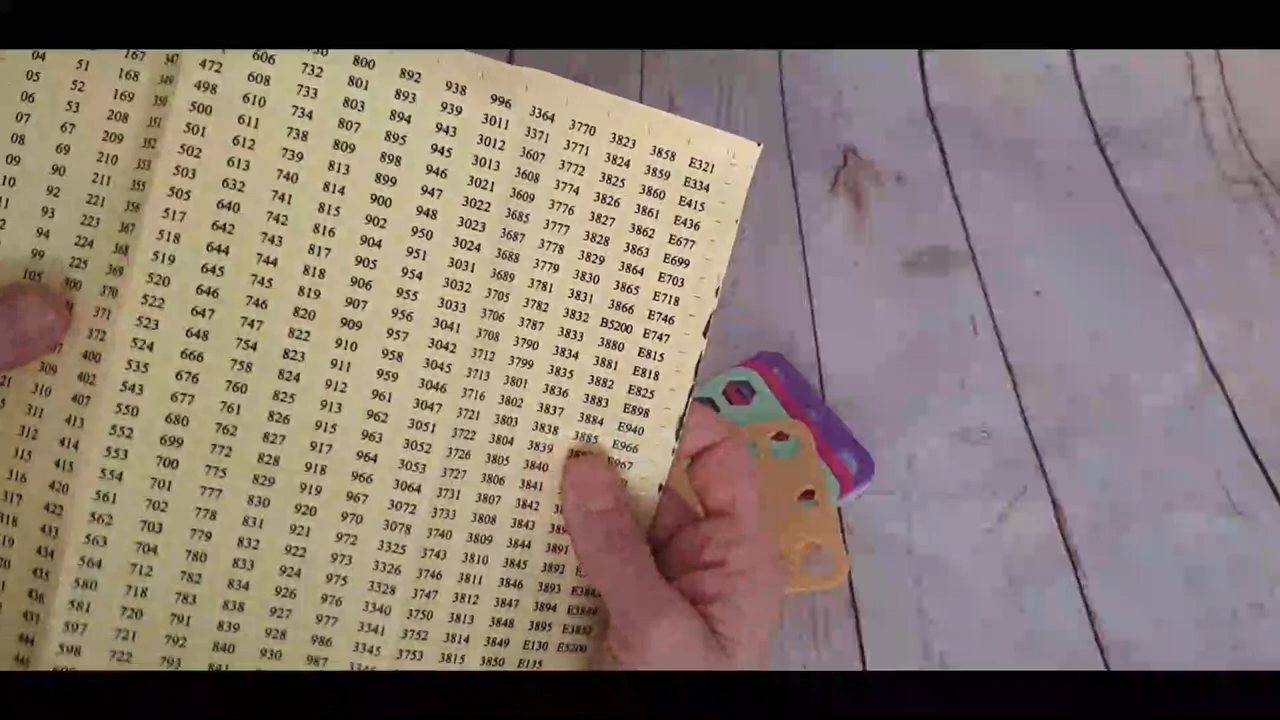 800 892 938 996 3364 3770 3823 3858 E321
606 732 801 893 939 3011 3371 3771 3824 3859 E334
167 347 472 608 733 803 894 943 3012 3607 3772 3825 3860 E415
04 51 168 349 498 610 734 807 895 945 3013 3608 3774 3826 3861 E436
05 52 169 350 500 611 738 809 898 946 3021 3609 3776 3827 3862 E677
06 53 208 351 501 612 739 813 899 947 3022 3685 3777 3828 3863 E699
07 67 209 352 502 613 740 814 900 948 3023 3687 3778 3829 3864 E703
08 69 210 353 503 632 741 815 902 950 3024 3688 3779 3830 3865 E718
09 90 211 355 505 640 742 816 904 951 3031 3689 3781 3831 3866 E746
10 92 221 356 517 642 743 817 905 954 3032 3705 3782 3832 B5200 E747
93 223 367 518 644 744 818 906 955 3033 3706 3787 3833 3880 E815
94 224 368 519 645 745 819 907 956 3041 3708 3790 3834 3881 E818
99 225 369 520 646 746 820 909 957 3042 3712 3799 3835 3882 E825
105 300 370 522 647 747 822 910 958 3045 3713 3801 3836 3883 E898
371 523 648 754 823 911 959 3046 3716 3802 3837 3884 E940
372 524 666 758 824 912 961 3047 3721 3803 3838 3885 E966
400 535 676 760 825 913 962 3051 3722 3804 3839 E967
309 402 543 677 761 826 915 963 3052 3726 3805 3840
310 407 550 680 762 827 917 964 3053 3727 3806 3841
311 413 552 699 772 828 918 966 3064 3731 3807 3842
312 414 553 700 775 829 919 967 3072 3733 3808 3843
315 415 554 701 777 830 920 970 3078 3740 3809 3844 3891
316 420 561 702 778 831 921 972 3325 3743 3810 3845 3892
317 422 562 703 779 832 922 973 3326 3746 3811 3846 3893
433 563 704 780 833 924 975 3328 3747 3812 3847 3894
434 564 712 782 834 926 976 3340 3750 3813 3848 3895 E3852
435 580 718 783 838 927 977 3341 3752 3814 3849 E130 E5200
436 581 720 791 839 928 986 3345 3753 3815 3850 E135
597 721 792 840 930 987
598 722 793